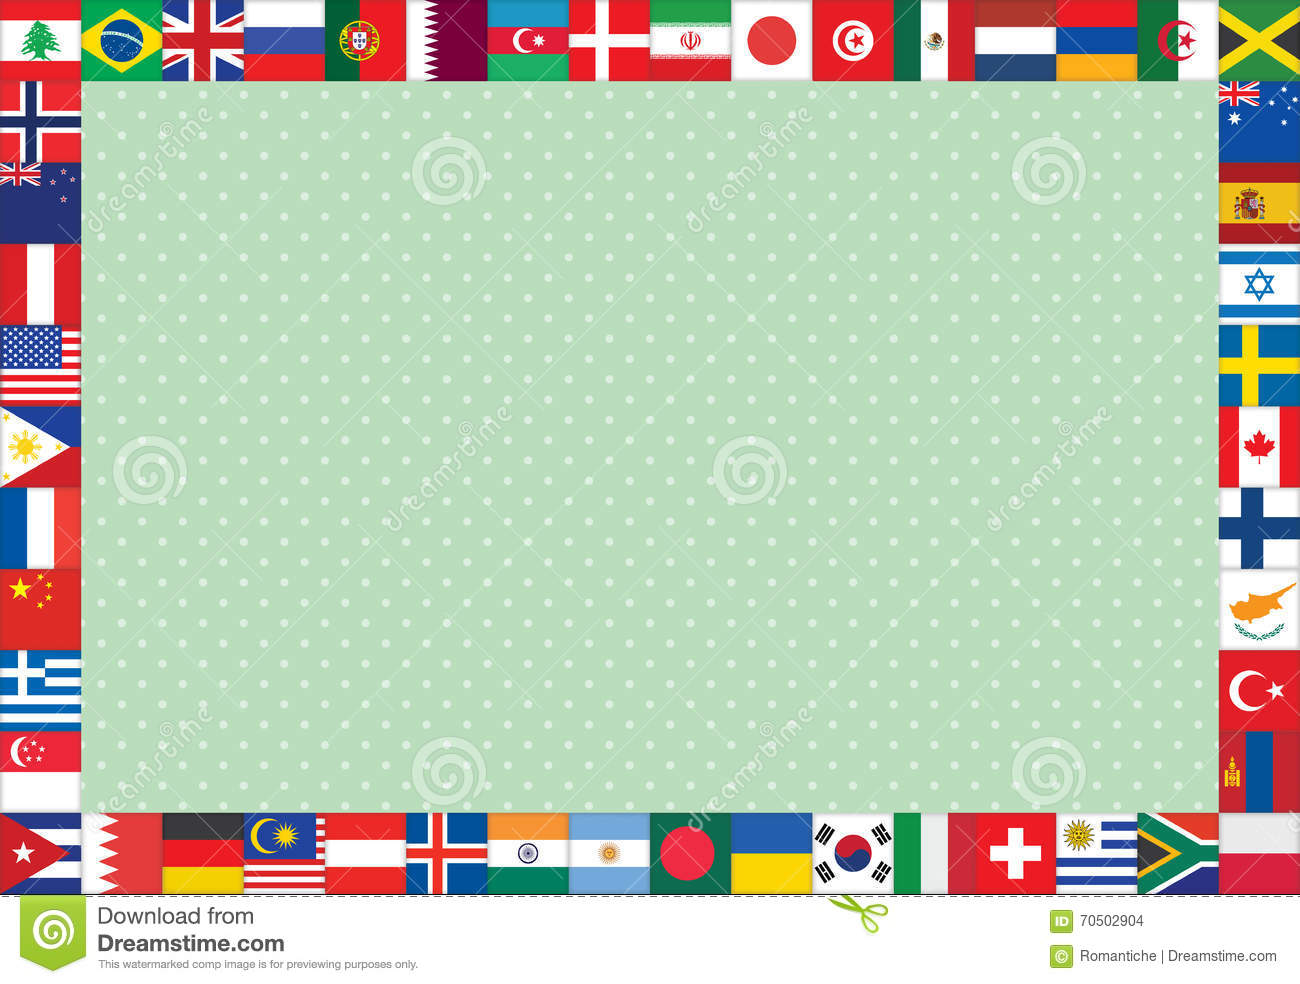 dreamstime
dreamstime
dreamstime
dreamstime
dreamstime
dreamstime
dreamstime
Download from
Dreamstime.com
This watermarked comp image is for previewing purposes only.
ID 70502904
© Romantiche | Dreamstime.com